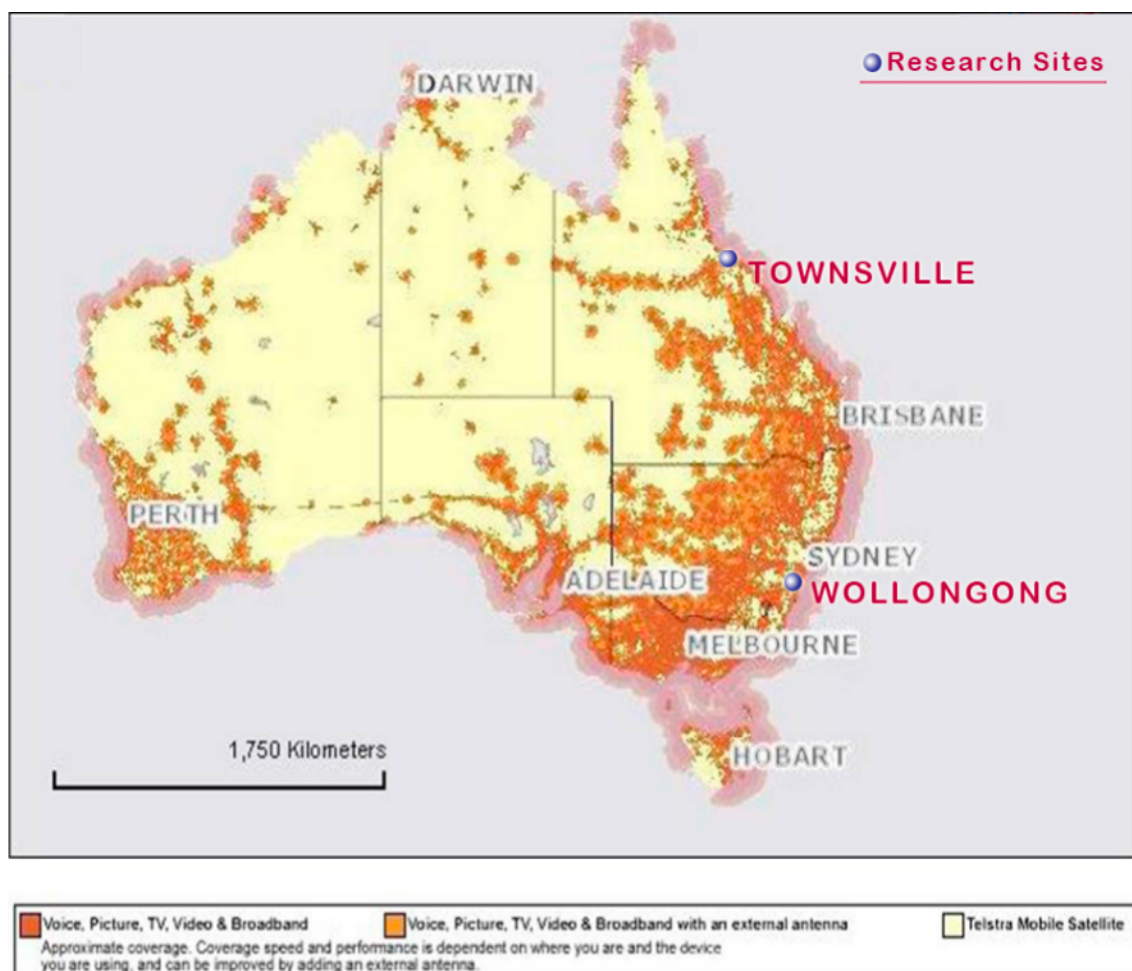 Research Sites
DARWIN
TOWNSVILLE
BRISBANE
PERTH
SYDNEY
ADELAIDE
WOLLONGONG
MELBOURNE
1,750 Kilometers
HOBART
Voice, Picture, TV, Video & Broadband
Voice, Picture, TV, Video & Broadband with an external antenna
Telstra Mobile Satellite
Approximate coverage. Coverage speed and performance is dependent on where you are and the device
you are using, and can be improved by adding an external antenna.